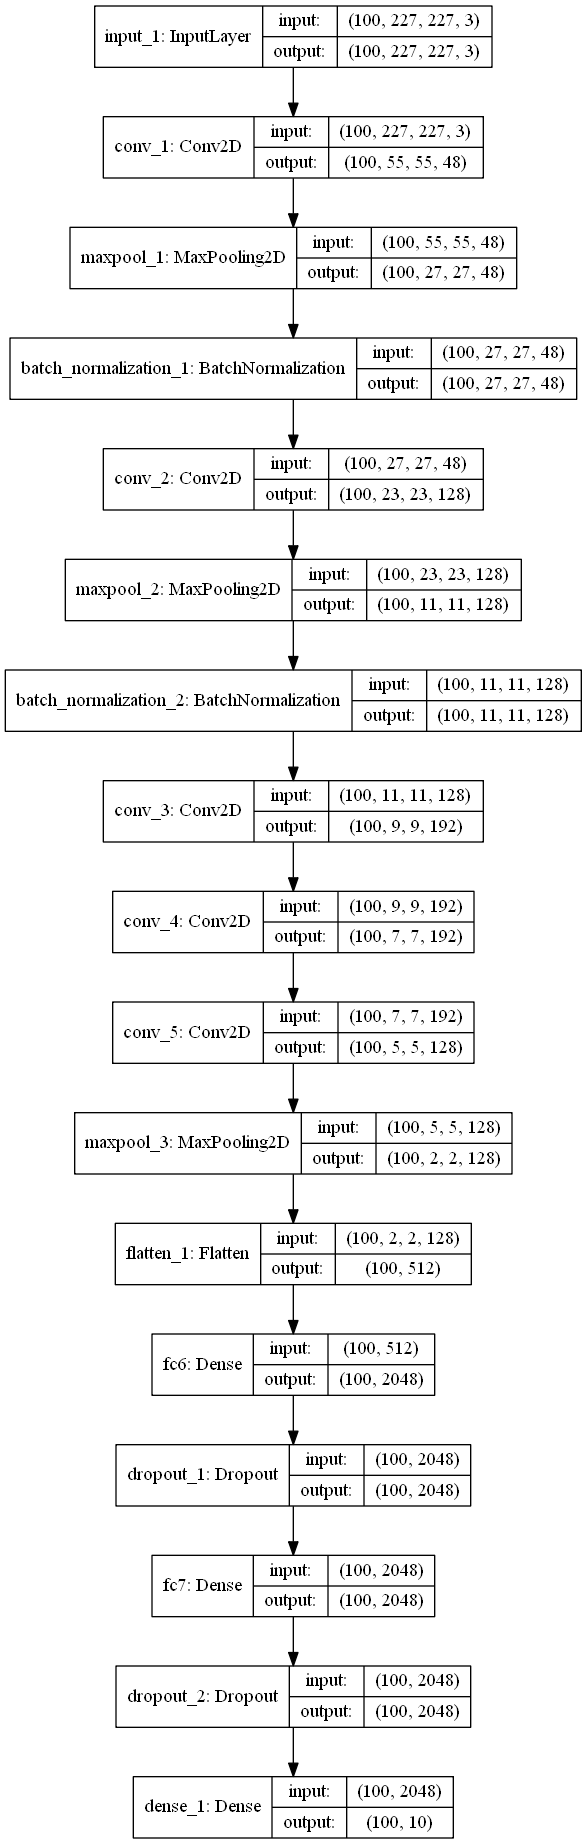 input_1: InputLayer
input: (100, 227, 227, 3)
output: (100, 227, 227, 3)
conv_1: Conv2D
input: (100, 227, 227, 3)
output: (100, 55, 55, 48)
maxpool_1: MaxPooling2D
input: (100, 55, 55, 48)
output: (100, 27, 27, 48)
batch_normalization_1: BatchNormalization
input: (100, 27, 27, 48)
output: (100, 27, 27, 48)
conv_2: Conv2D
input: (100, 27, 27, 48)
output: (100, 23, 23, 128)
maxpool_2: MaxPooling2D
input: (100, 23, 23, 128)
output: (100, 11, 11, 128)
batch_normalization_2: BatchNormalization
input: (100, 11, 11, 128)
output: (100, 11, 11, 128)
conv_3: Conv2D
input: (100, 11, 11, 128)
output: (100, 9, 9, 192)
conv_4: Conv2D
input: (100, 9, 9, 192)
output: (100, 7, 7, 192)
conv_5: Conv2D
input: (100, 7, 7, 192)
output: (100, 5, 5, 128)
maxpool_3: MaxPooling2D
input: (100, 5, 5, 128)
output: (100, 2, 2, 128)
flatten_1: Flatten
input: (100, 2, 2, 128)
output: (100, 512)
fc6: Dense
input: (100, 512)
output: (100, 2048)
dropout_1: Dropout
input: (100, 2048)
output: (100, 2048)
fc7: Dense
input: (100, 2048)
output: (100, 2048)
dropout_2: Dropout
input: (100, 2048)
output: (100, 2048)
dense_1: Dense
input: (100, 2048)
output: (100, 10)